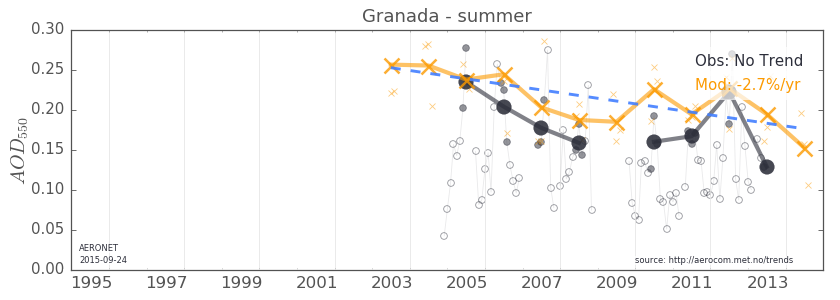 Granada - summer
0.30
0.25
0.20
0.15
0.10
0.05
0.00
AOD550
Obs: No Trend
Mod: -2.7%/yr
AERONET
2015-09-24
source: http://aerocom.met.no/trends
1995 1997 1999 2001 2003 2005 2007 2009 2011 2013